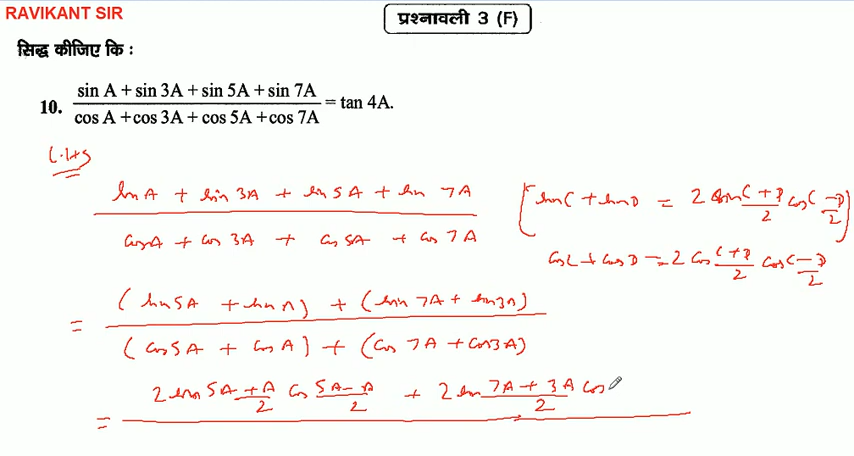 RAVIKANT SIR
प्रश्नावली 3 (F)
सिद्ध कीजिए कि :
10. (sin A + sin 3A + sin 5A + sin 7A)/(cos A + cos 3A + cos 5A + cos 7A) = tan 4A.
L.H.S
(sin A + sin 3A + sin 5A + sin 7A)/(cos A + cos 3A + cos 5A + cos 7A)
[sin C + sin D = 2 sin (C+D)/2 cos (C-D)/2]
cos C + cos D = 2 cos (C+D)/2 cos (C-D)/2
= ((sin 5A + sin A) + (sin 7A + sin 3A))/((cos 5A + cos A) + (cos 7A + cos 3A))
= 2 sin (5A+A)/2 cos (5A-A)/2 + 2 sin (7A+3A)/2 cos